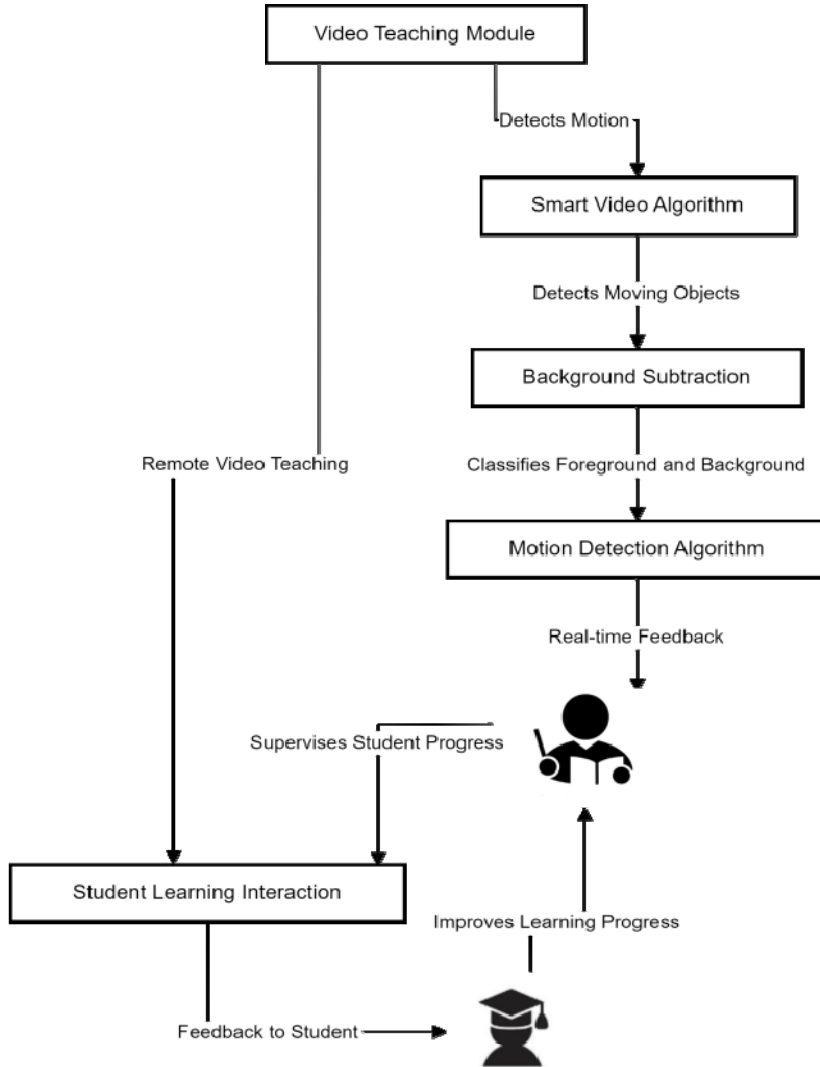 Video Teaching Module
Detects Motion
Smart Video Algorithm
Detects Moving Objects
Background Subtraction
Remote Video Teaching
Classifies Foreground and Background
Motion Detection Algorithm
Real-time Feedback
Supervises Student Progress
Student Learning Interaction
Improves Learning Progress
Feedback to Student